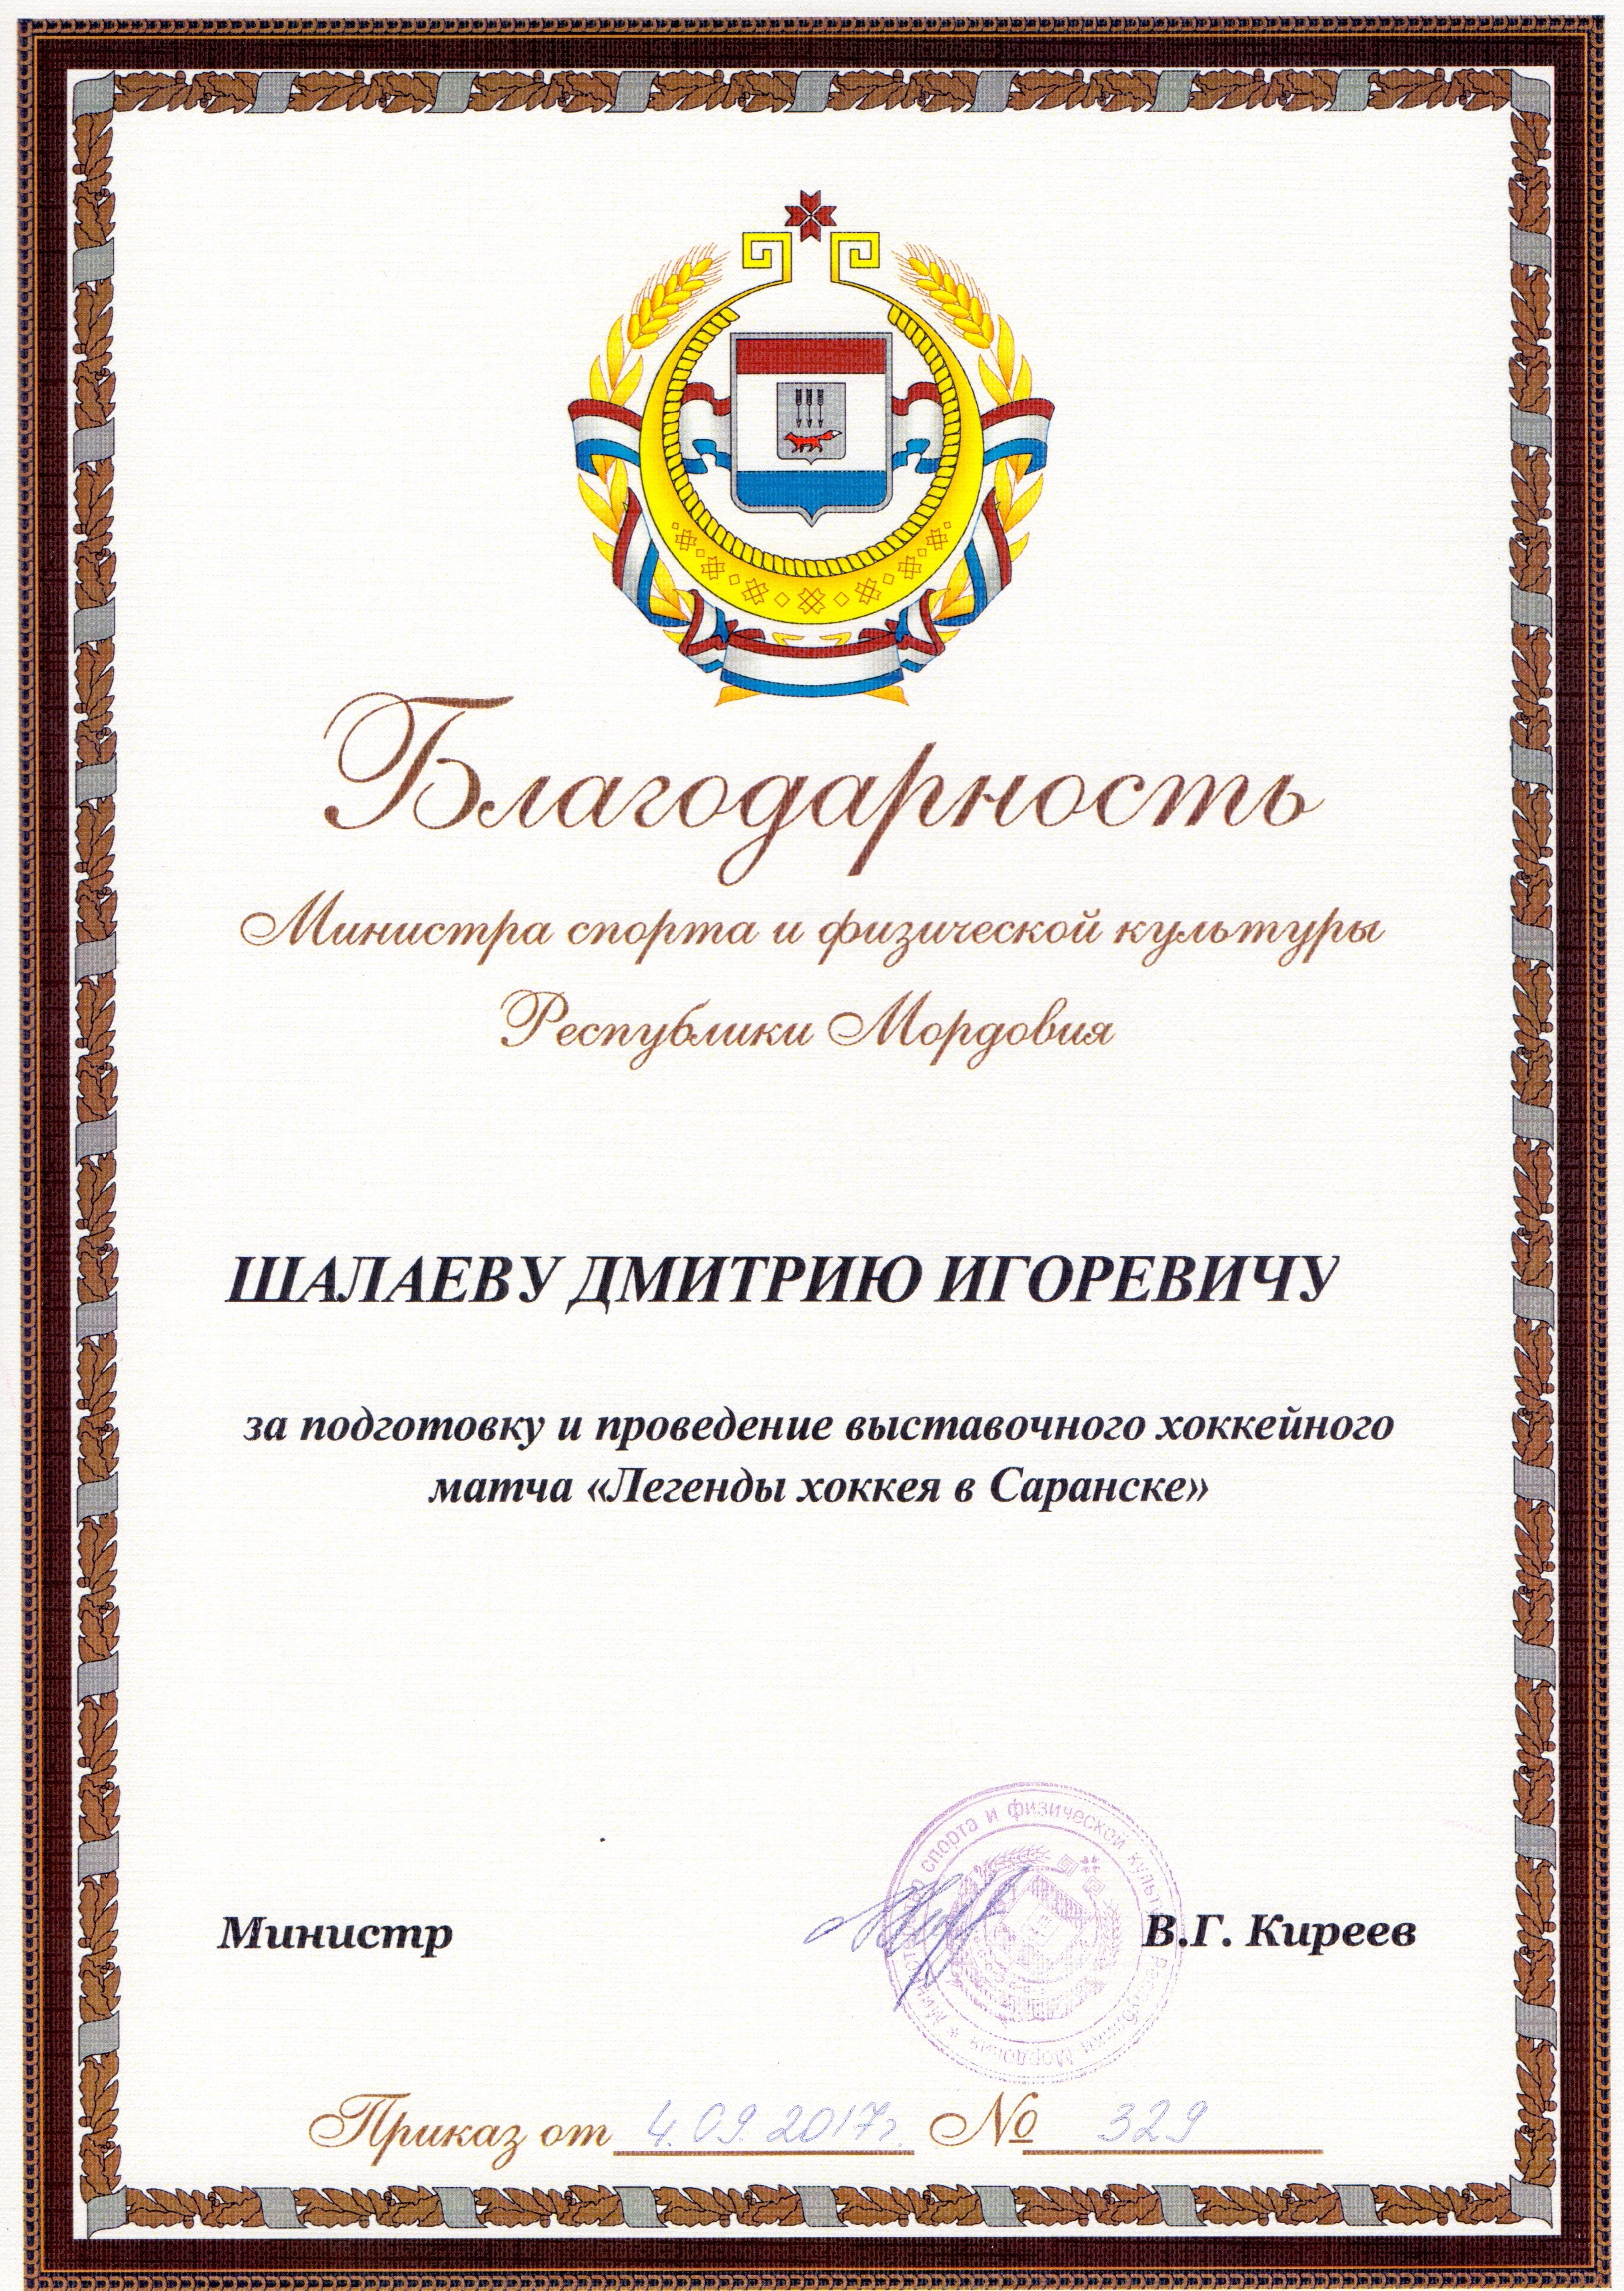 Благодарность
Министра спорта и физической культуры
Республики Мордовия
ШАЛАЕВУ ДМИТРИЮ ИГОРЕВИЧУ
за подготовку и проведение выставочного хоккейного
матча «Легенды хоккея в Саранске»
Министр
В.Г. Киреев
спорта и физической
Республики Мордовия
Приказ от 4.09.2017г. № 329